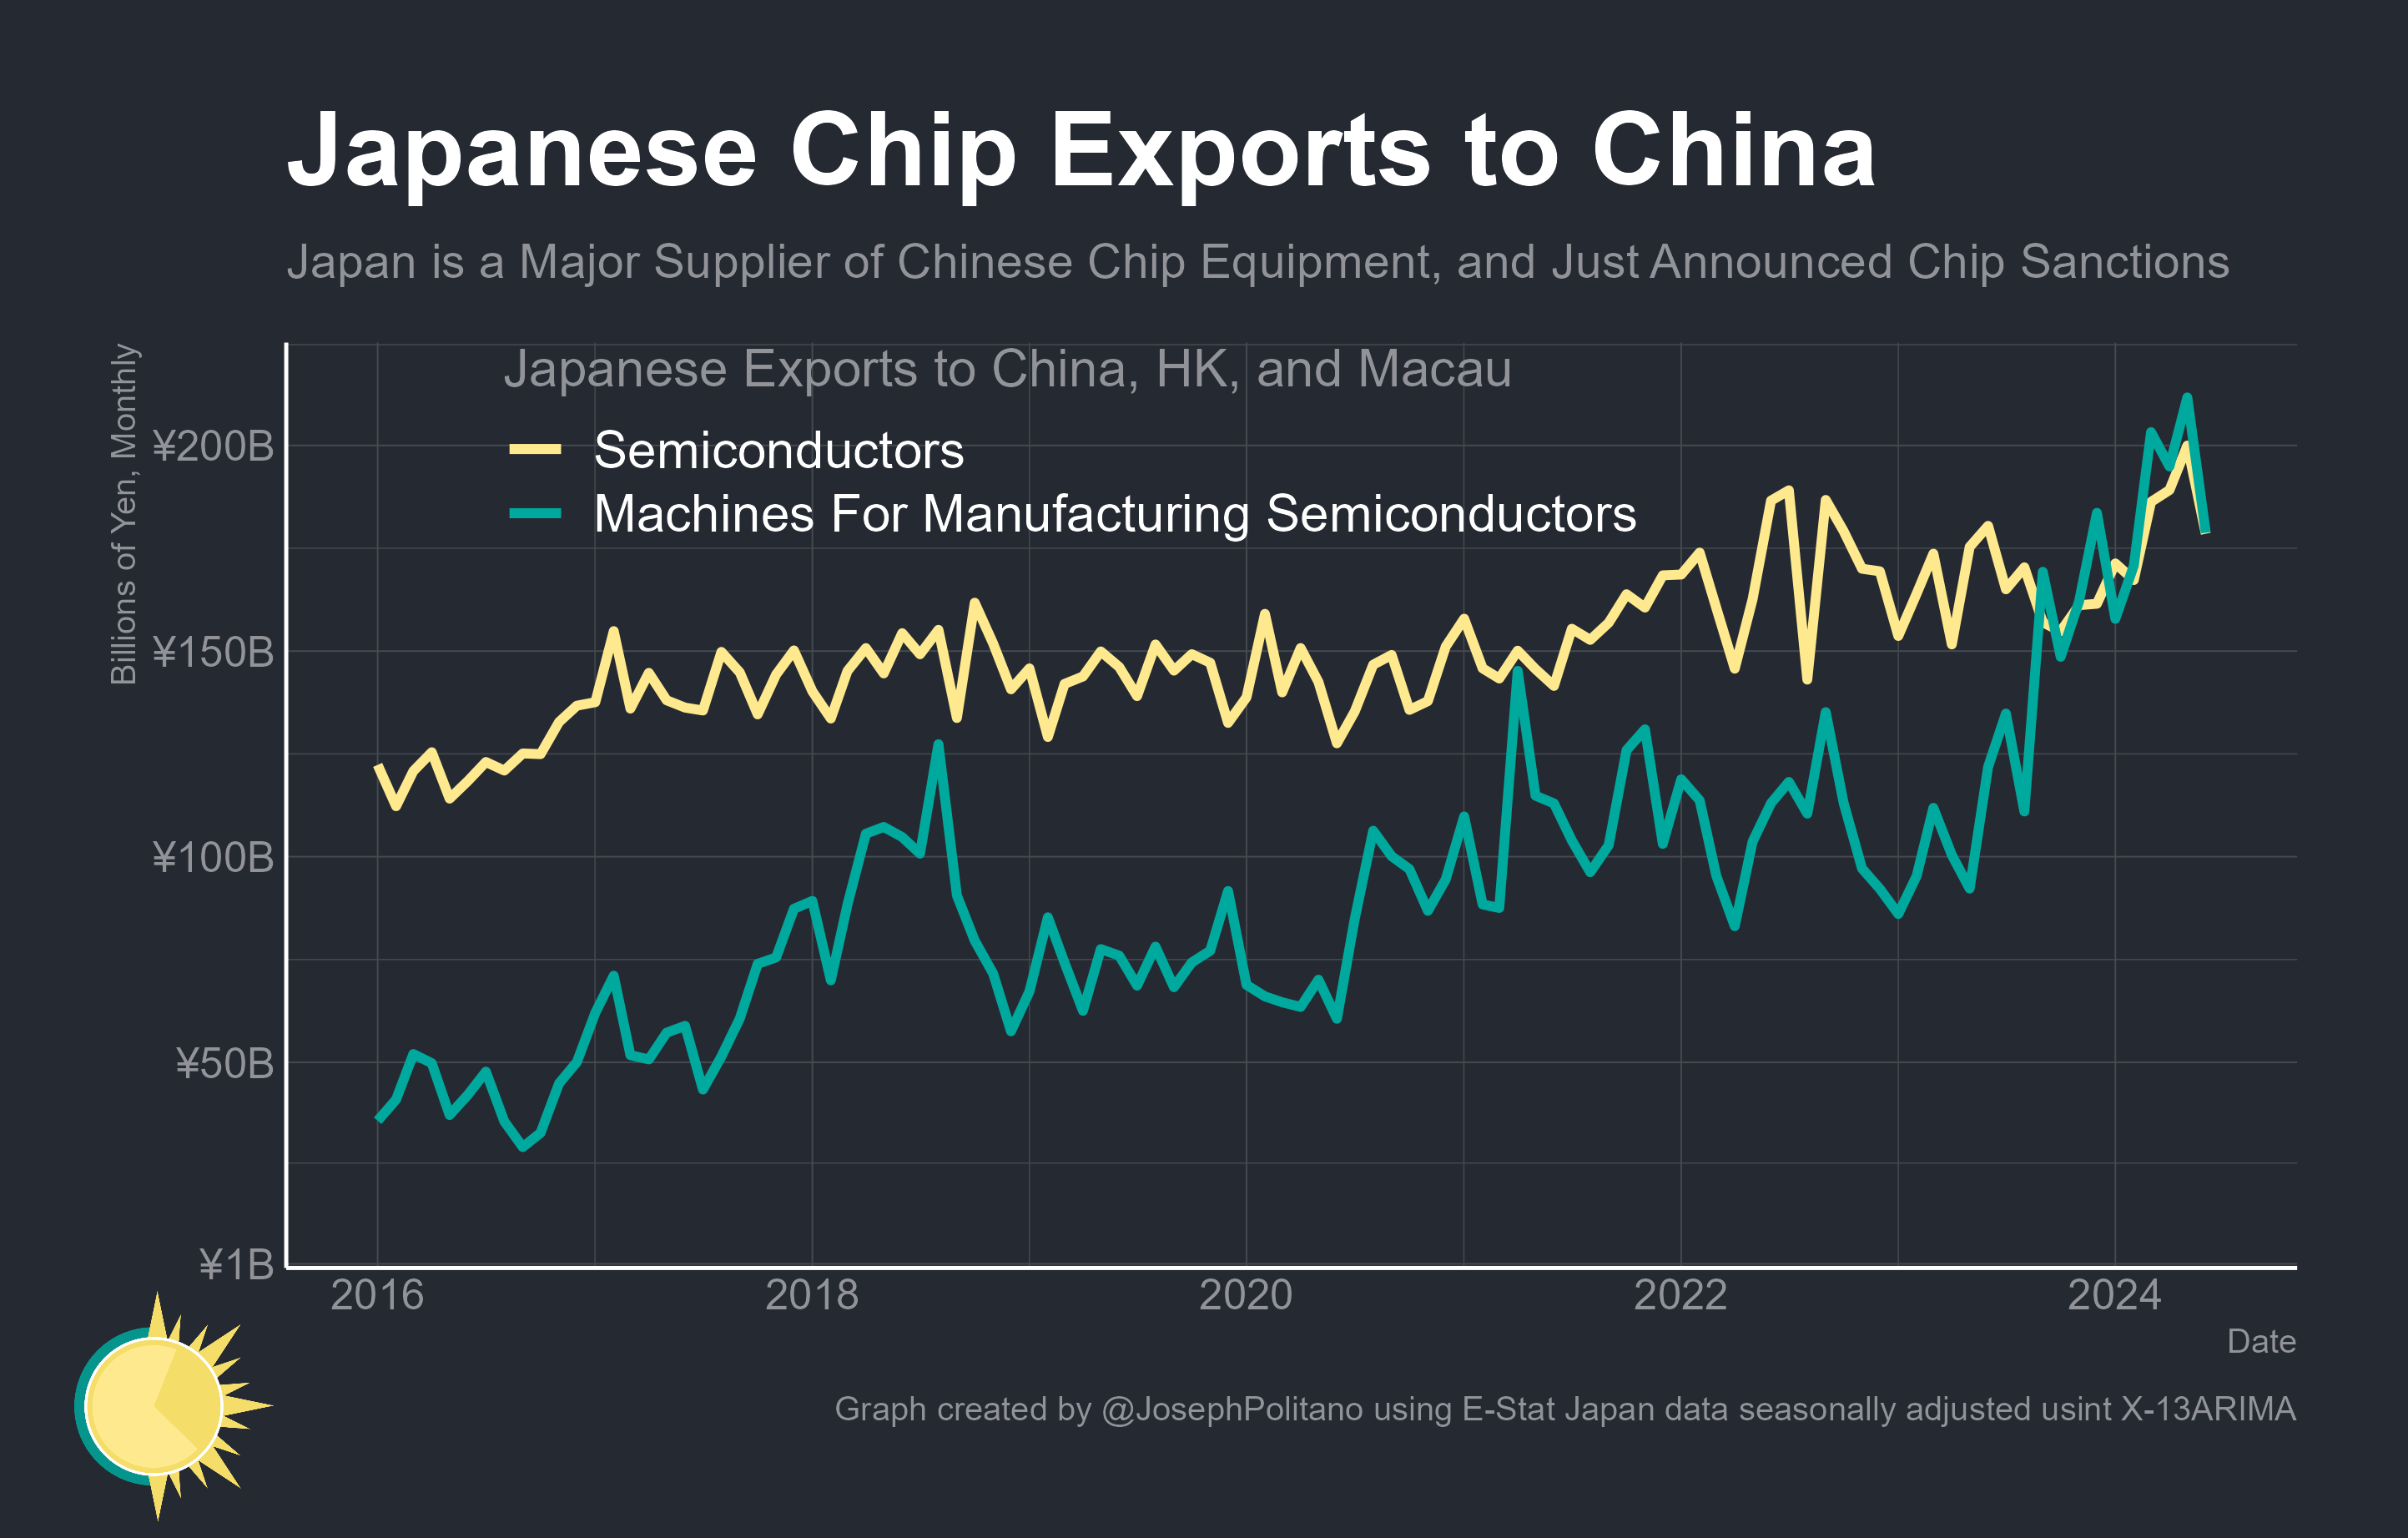 Japanese Chip Exports to China
Japan is a Major Supplier of Chinese Chip Equipment, and Just Announced Chip Sanctions
Billions of Yen, Monthly
Japanese Exports to China, HK, and Macau
Semiconductors
Machines For Manufacturing Semiconductors
¥200B
¥150B
¥100B
¥50B
¥1B
2016 2018 2020 2022 2024
Date
Graph created by @JosephPolitano using E-Stat Japan data seasonally adjusted usint X-13ARIMA